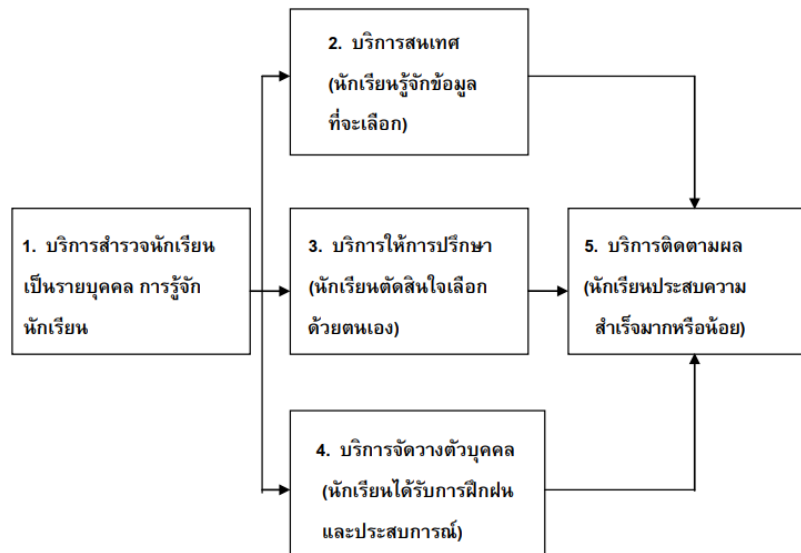 2. บริการสนเทศ
(นักเรียนรู้จักข้อมูล
ที่จะเลือก)
1. บริการสำรวจนักเรียน
เป็นรายบุคคล การรู้จัก
นักเรียน
3. บริการให้การปรึกษา
(นักเรียนตัดสินใจเลือก
ด้วยตนเอง)
5. บริการติดตามผล
(นักเรียนประสบความ
สำเร็จมากหรือน้อย)
4. บริการจัดวางตัวบุคคล
(นักเรียนได้รับการฝึกฝน
และประสบการณ์)